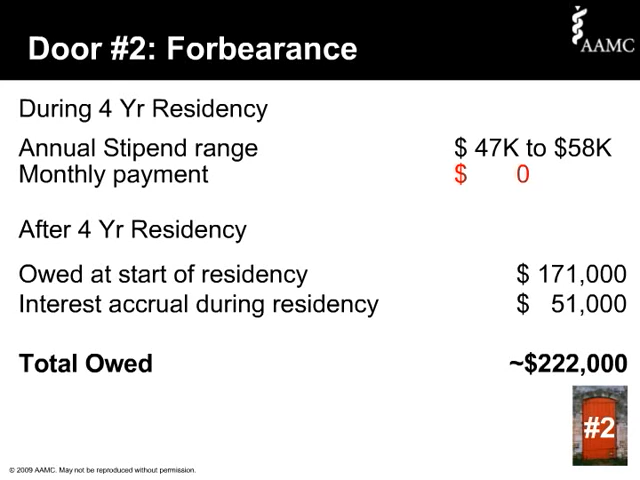 Door #2: Forbearance
AAMC
During 4 Yr Residency
Annual Stipend range $ 47K to $58K
Monthly payment $ 0
After 4 Yr Residency
Owed at start of residency $ 171,000
Interest accrual during residency $ 51,000
Total Owed ~$222,000
#2
© 2009 AAMC. May not be reproduced without permission.